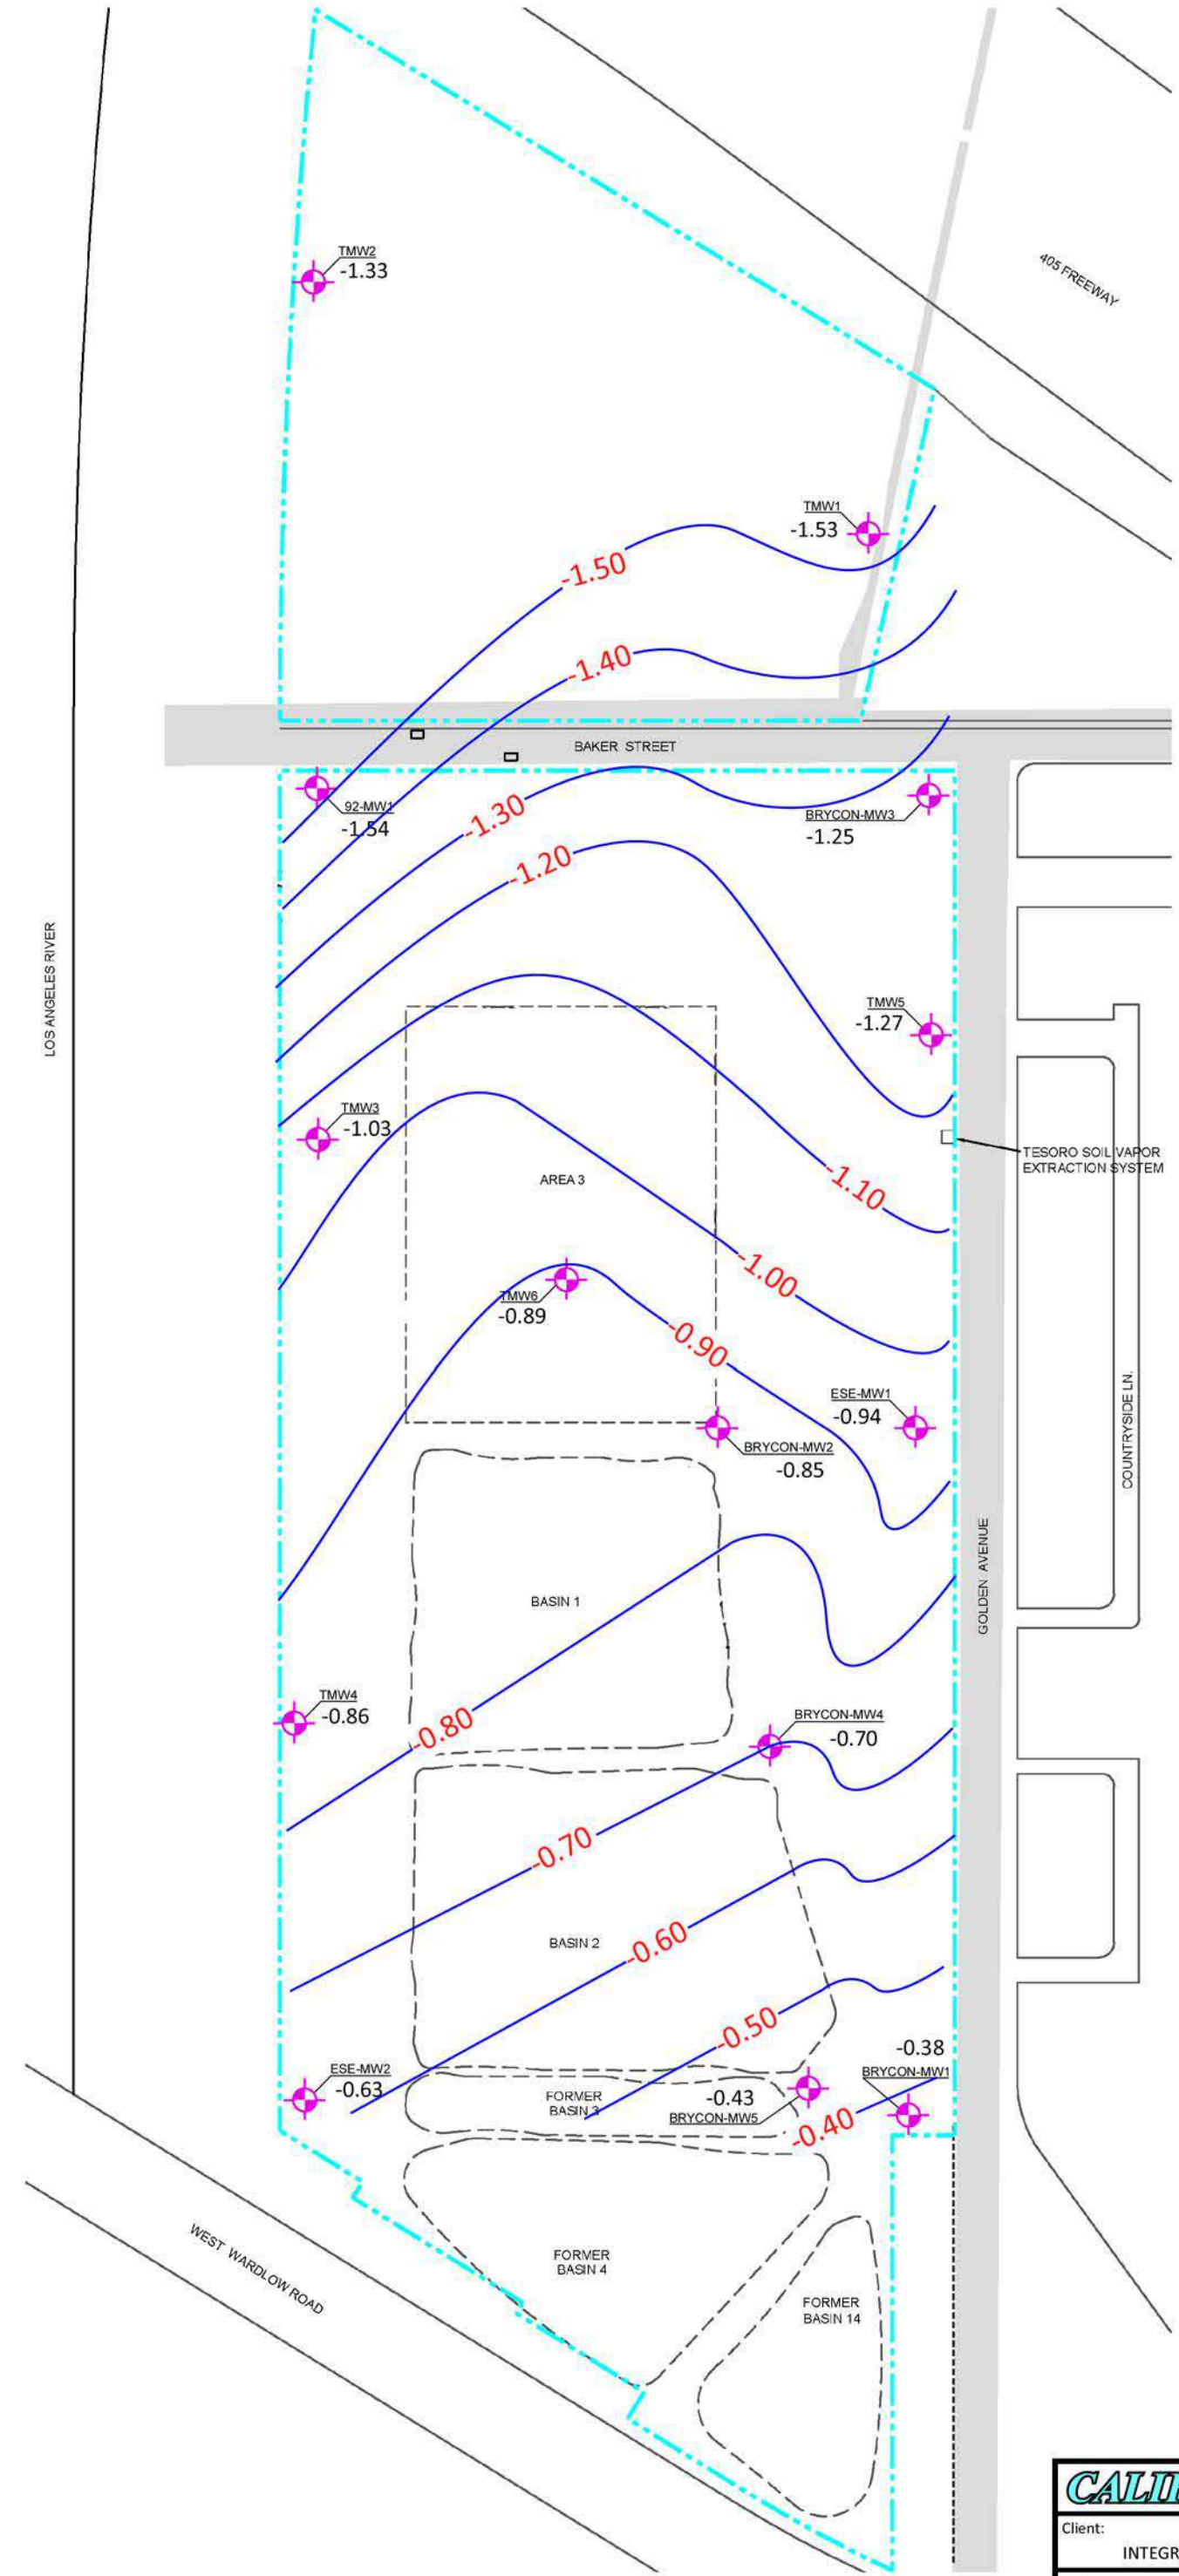 TMW2
-1.33
405 FREEWAY
TMW1
-1.53
-1.50
-1.40
BAKER STREET
92-MW1
-1.54
-1.30
BRYCON-MW3
-1.25
-1.20
LOS ANGELES RIVER
TMW5
-1.27
TMW3
-1.03
TESORO SOIL VAPOR
EXTRACTION SYSTEM
AREA 3
-1.10
-1.00
TMW6
-0.89
-0.90
ESE-MW1
-0.94
COUNTRYSIDE LN.
BRYCON-MW2
-0.85
GOLDEN AVENUE
BASIN 1
TMW4
-0.86
-0.80
BRYCON-MW4
-0.70
-0.70
BASIN 2
-0.60
-0.50
-0.38
BRYCON-MW1
ESE-MW2
-0.63
FORMER
BASIN 3
-0.43
BRYCON-MW5
-0.40
WEST WARDLOW ROAD
FORMER
BASIN 4
FORMER
BASIN 14
Client: